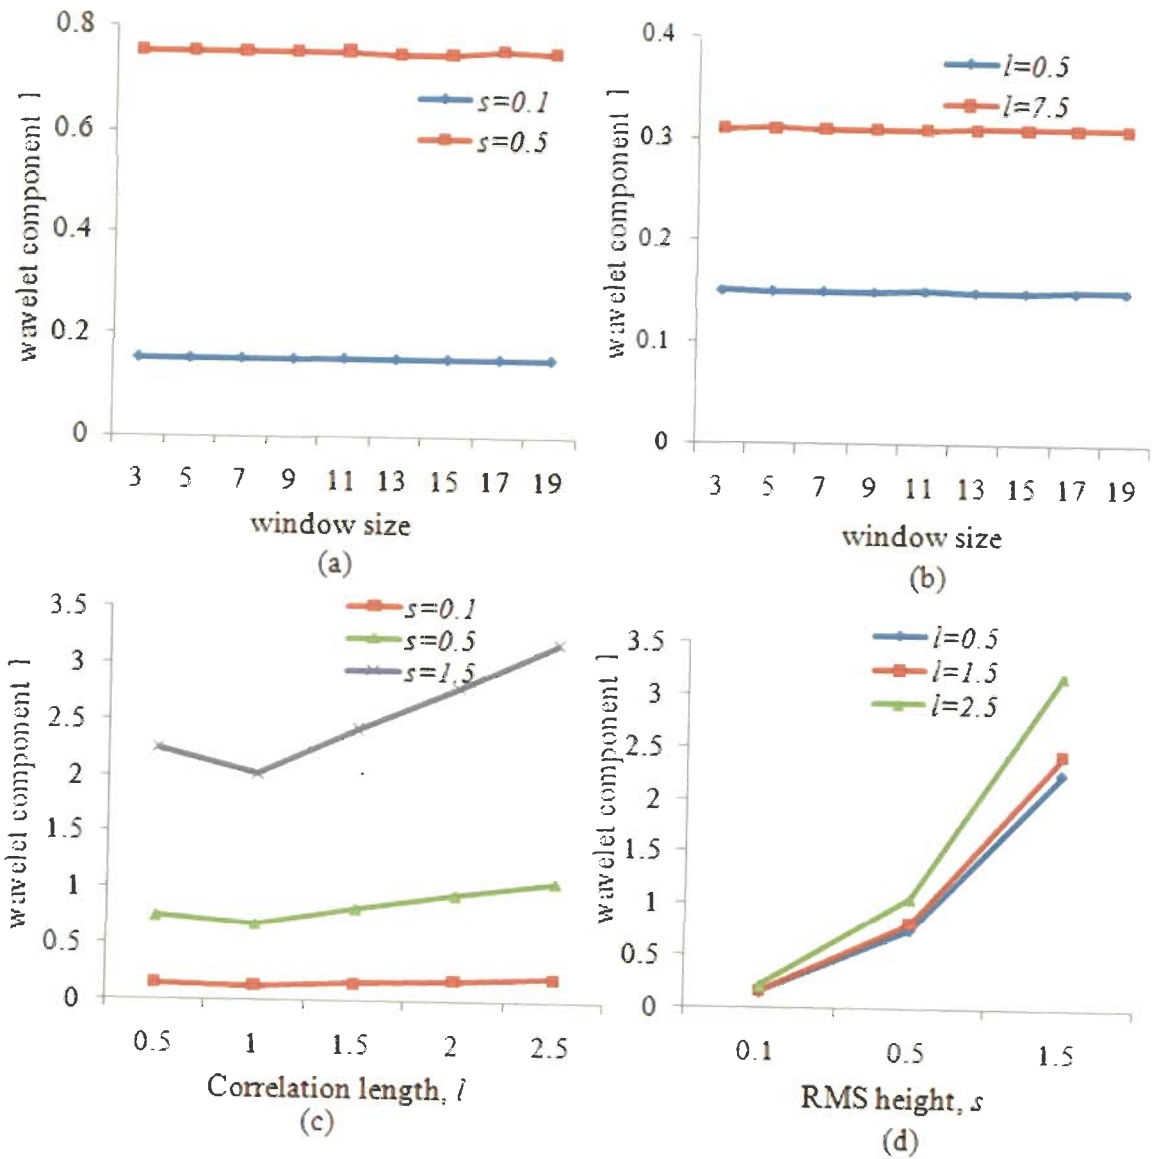 0.8
0.6
0.4
0.2
0
wavelet component ]
s=0.1
s=0.5
3 5 7 9 11 13 15 17 19
window size
(a)
0.4
0.3
0.2
0.1
0
wavelet component ]
l=0.5
l=7.5
3 5 7 9 11 13 15 17 19
window size
(b)
3.5
3
2.5
2
1.5
1
0.5
0
wavelet component ]
s=0.1
s=0.5
s=1.5
0.5 1 1.5 2 2.5
Correlation length, l
(c)
3.5
3
2.5
2
1.5
1
0.5
0
wavelet component ]
l=0.5
l=1.5
l=2.5
0.1 0.5 1.5
RMS height, s
(d)